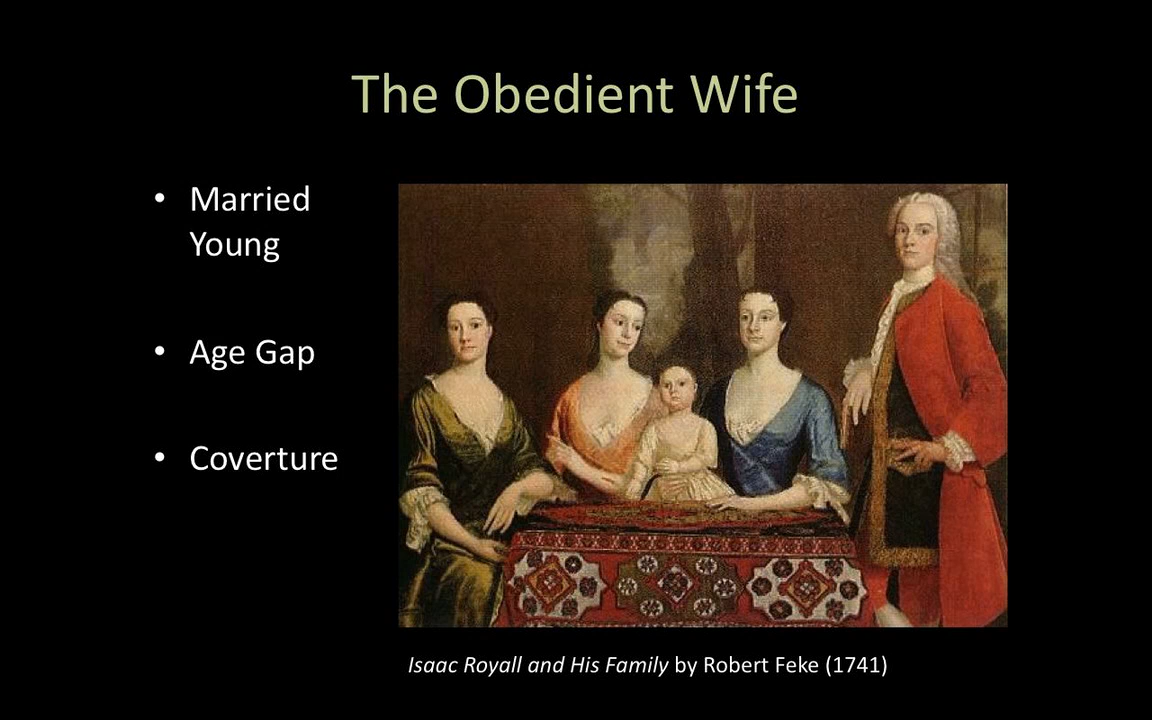 The Obedient Wife
• Married
Young
• Age Gap
• Coverture
Isaac Royall and His Family by Robert Feke (1741)